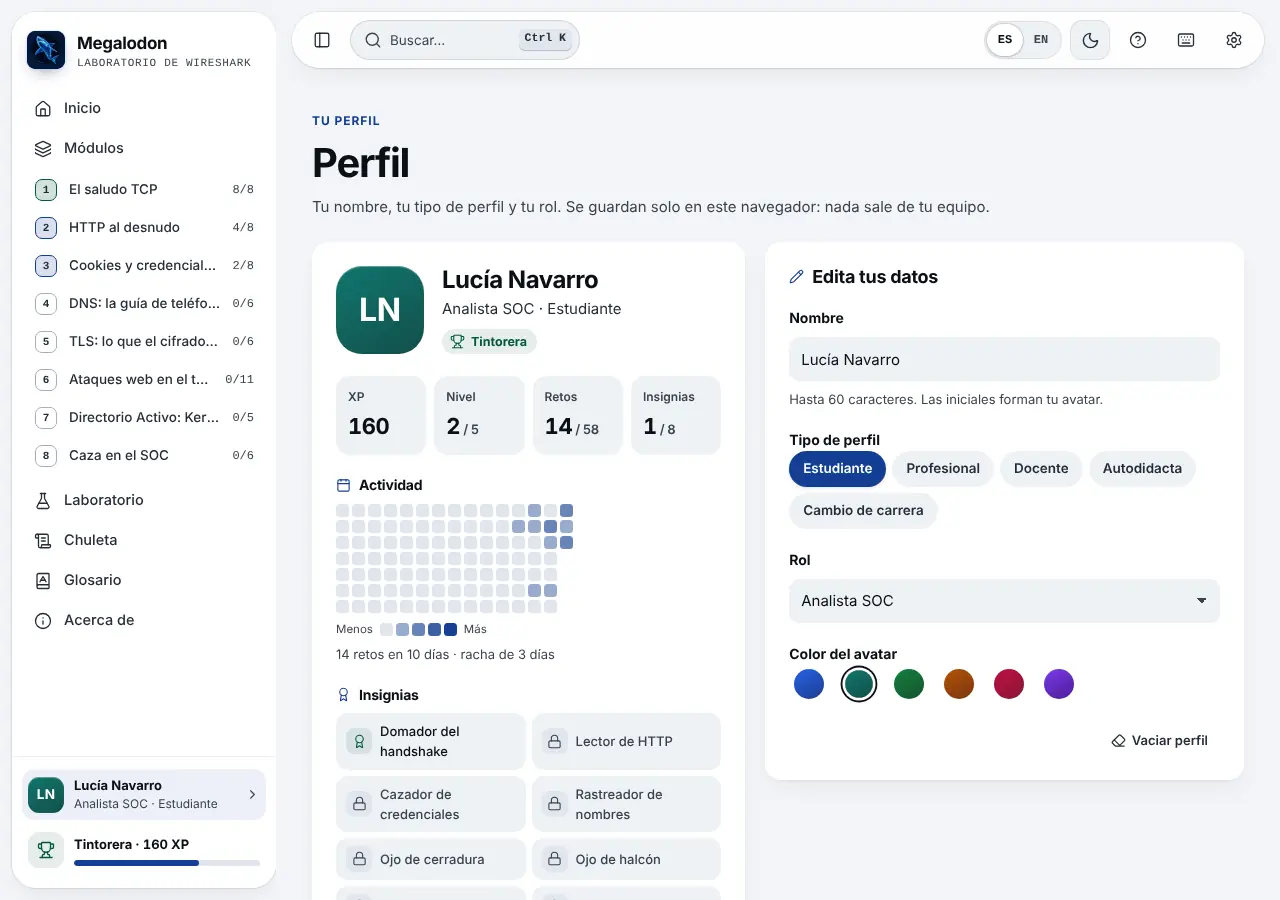 Megalodon
LABORATORIO DE WIRESHARK
Inicio
Módulos
1 El saludo TCP 8/8
2 HTTP al desnudo 4/8
3 Cookies y credencial... 2/8
4 DNS: la guía de teléfo... 0/6
5 TLS: lo que el cifrado... 0/6
6 Ataques web en el t... 0/11
7 Directorio Activo: Ker... 0/5
8 Caza en el SOC 0/6
Laboratorio
Chuleta
Glosario
Acerca de
LN Lucía Navarro
Analista SOC · Estudiante
Tintorera · 160 XP
Buscar... Ctrl K
ES EN
TU PERFIL
Perfil
Tu nombre, tu tipo de perfil y tu rol. Se guardan solo en este navegador: nada sale de tu equipo.
LN
Lucía Navarro
Analista SOC · Estudiante
Tintorera
XP Nivel Retos Insignias
160 2 / 5 14 / 58 1 / 8
Actividad
Menos Más
14 retos en 10 días · racha de 3 días
Insignias
Domador del
handshake
Lector de HTTP
Cazador de
credenciales
Rastreador de
nombres
Ojo de cerradura
Ojo de halcón
Edita tus datos
Nombre
Lucía Navarro
Hasta 60 caracteres. Las iniciales forman tu avatar.
Tipo de perfil
Estudiante Profesional Docente Autodidacta
Cambio de carrera
Rol
Analista SOC
Color del avatar
Vaciar perfil